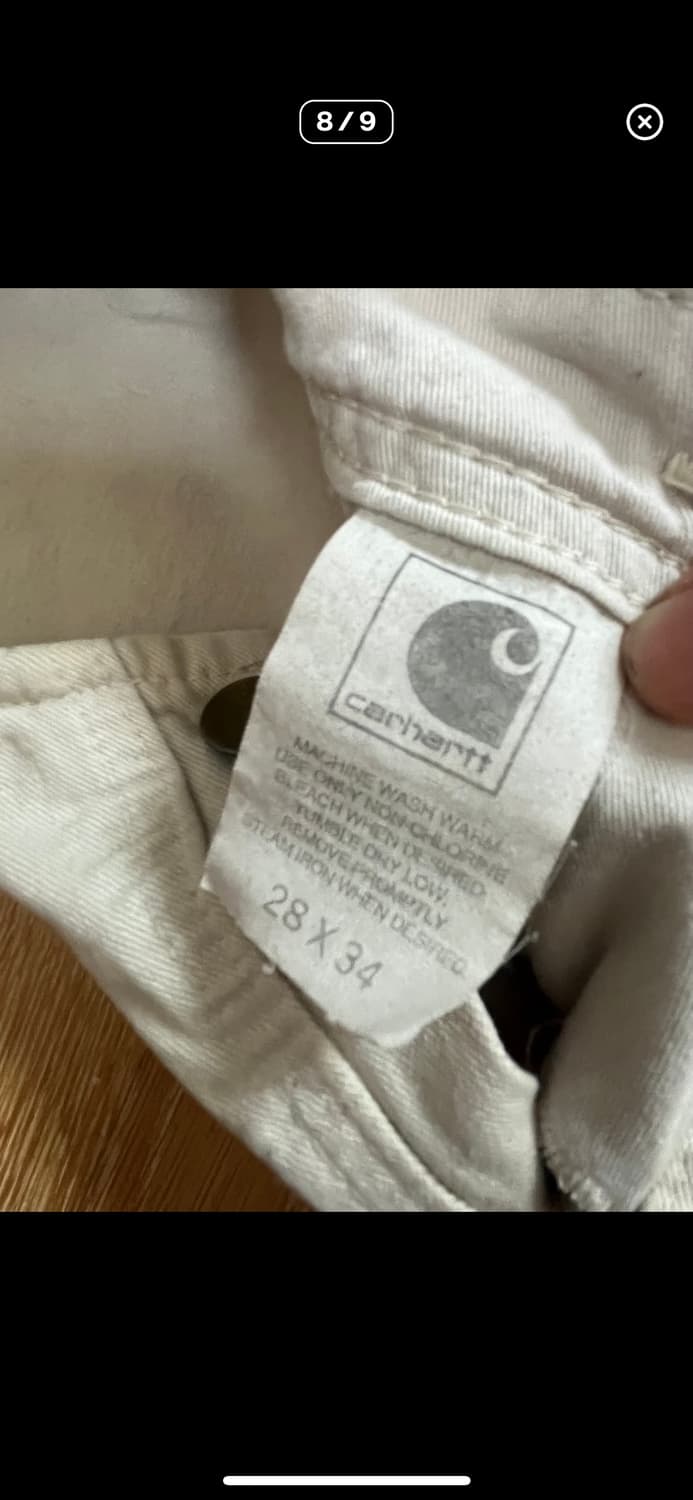 8/9
carhartt
MACHINE WASH WARM.
USE ONLY NON-CHLORINE
BLEACH WHEN DESIRED.
TUMBLE DRY LOW.
REMOVE PROMPTLY
STEAM IRON WHEN DESIRED.
28 X 34